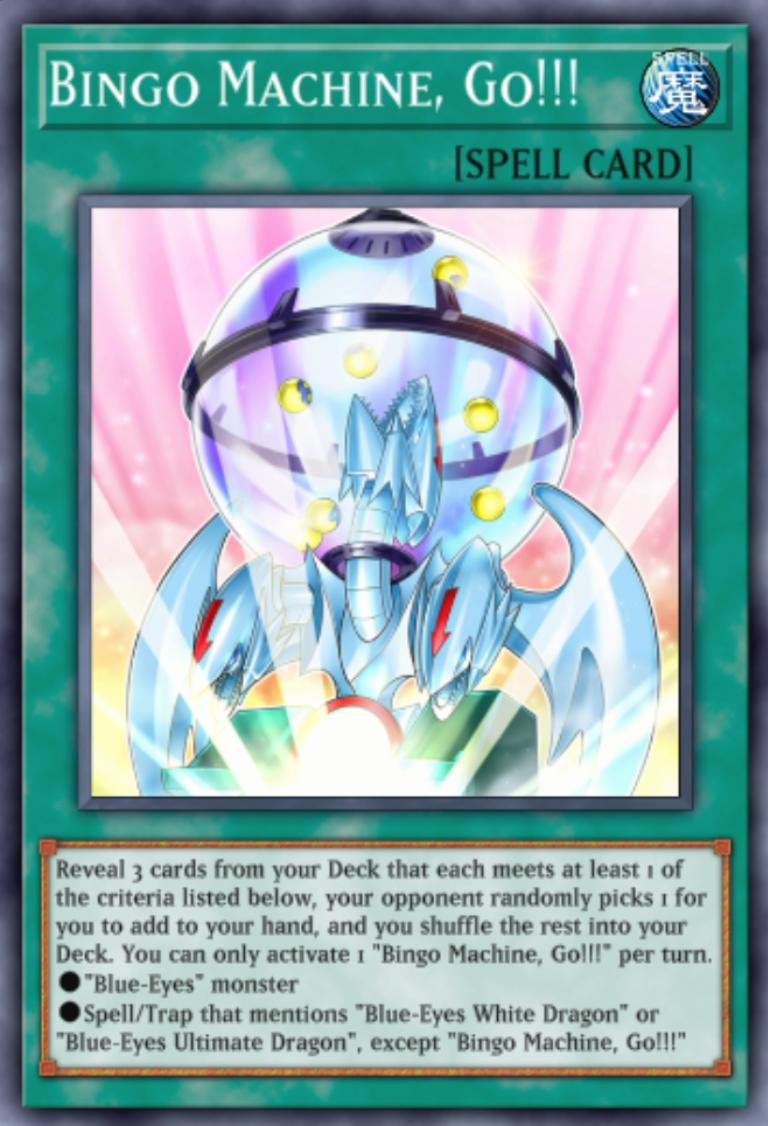 Bingo Machine, Go!!!
SPELL
魔
[SPELL CARD]
Reveal 3 cards from your Deck that each meets at least 1 of
the criteria listed below, your opponent randomly picks 1 for
you to add to your hand, and you shuffle the rest into your
Deck. You can only activate 1 "Bingo Machine, Go!!!" per turn.
●"Blue-Eyes" monster
●Spell/Trap that mentions "Blue-Eyes White Dragon" or
"Blue-Eyes Ultimate Dragon", except "Bingo Machine, Go!!!"